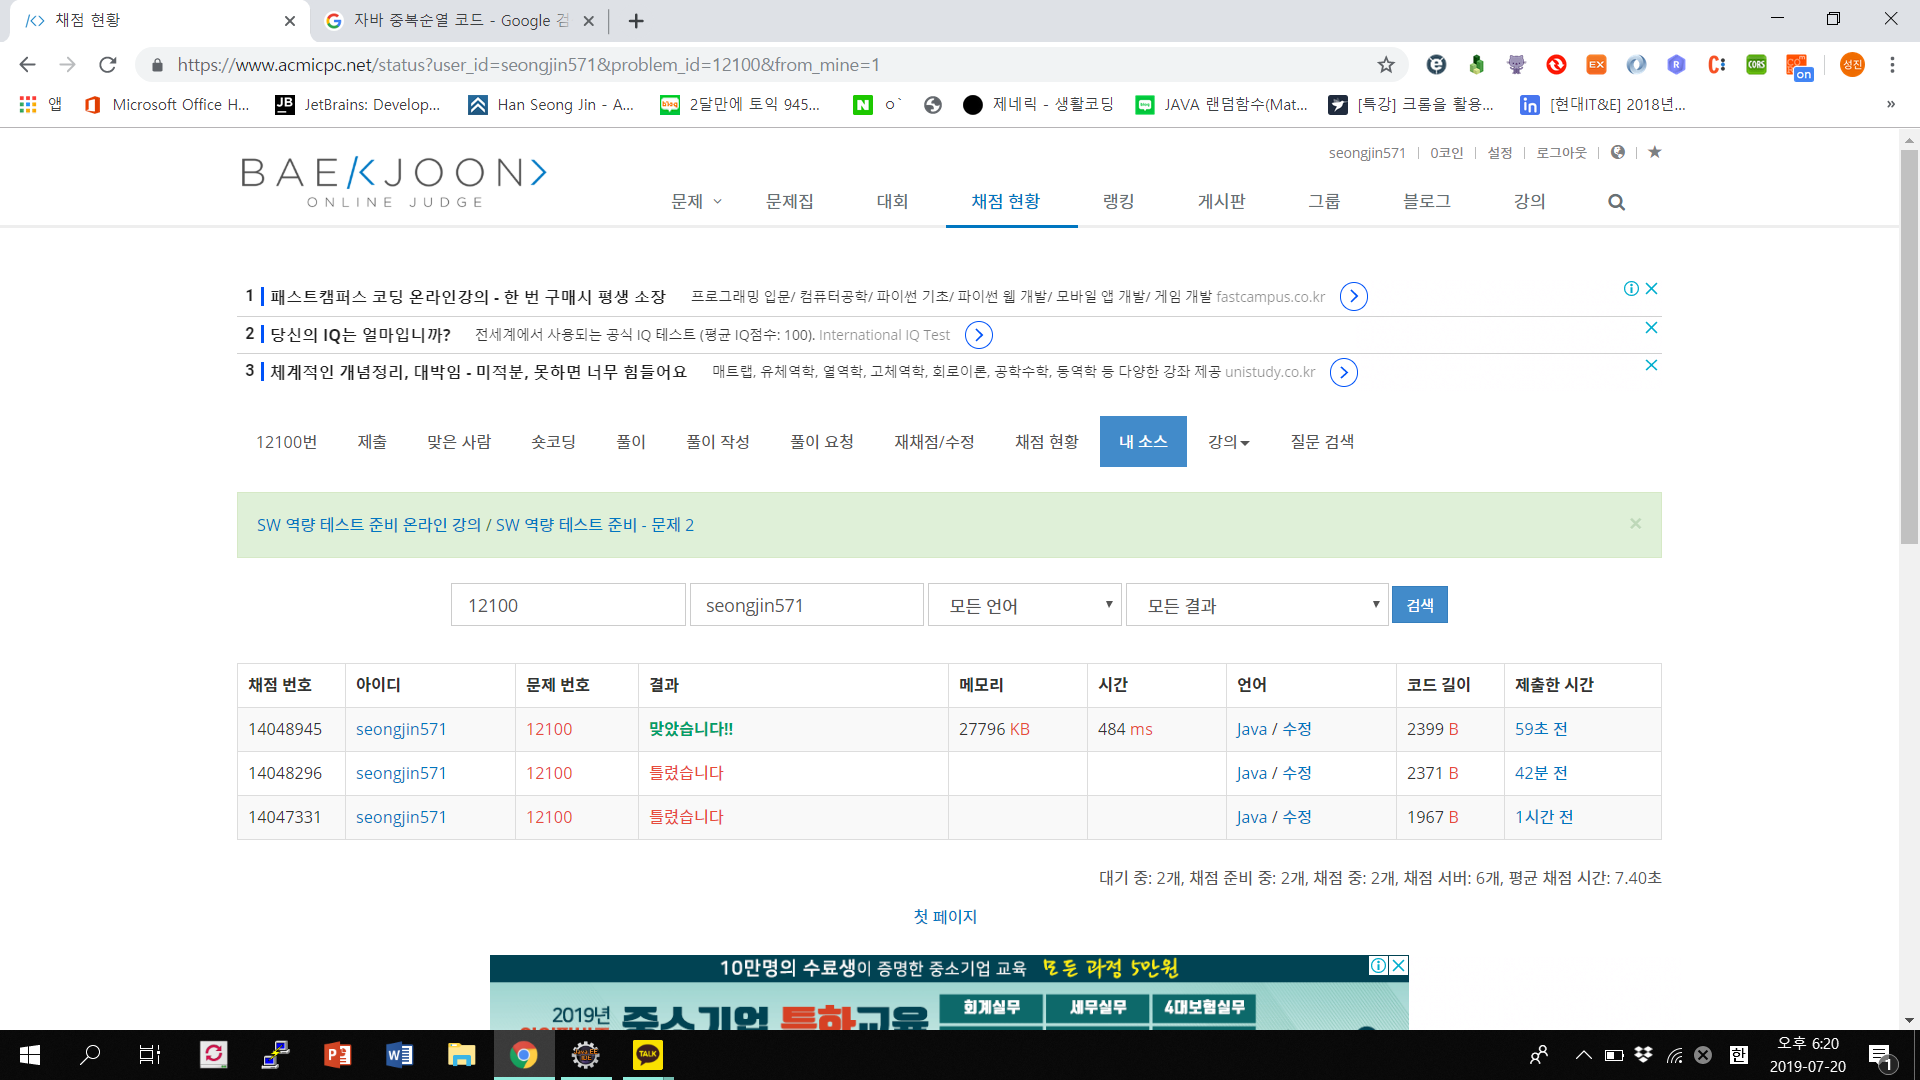 채점 현황
자바 중복순열 코드 - Google 검
https://www.acmicpc.net/status?user_id=seongjin571&problem_id=12100&from_mine=1
앱 Microsoft Office H... JetBrains: Develop... Han Seong Jin - A... 2달만에 토익 945... ㅇ` 제네릭 - 생활코딩 JAVA 랜덤함수(Mat... [특강] 크롬을 활용... [현대IT&E] 2018년... »
성진
on
seongjin571 0코인 설정 로그아웃
BAEKJOON
ONLINE JUDGE
문제 문제집 대회 채점 현황 랭킹 게시판 그룹 블로그 강의
1 패스트캠퍼스 코딩 온라인강의 - 한 번 구매시 평생 소장 프로그래밍 입문/ 컴퓨터공학/ 파이썬 기초/ 파이썬 웹 개발/ 모바일 앱 개발/ 게임 개발 fastcampus.co.kr
2 당신의 IQ는 얼마입니까? 전세계에서 사용되는 공식 IQ 테스트 (평균 IQ점수: 100). International IQ Test
3 체계적인 개념정리, 대박임 - 미적분, 못하면 너무 힘들어요 매트랩, 유체역학, 열역학, 고체역학, 회로이론, 공학수학, 동역학 등 다양한 강좌 제공 unistudy.co.kr
12100번 제출 맞은 사람 숏코딩 풀이 풀이 작성 풀이 요청 재채점/수정 채점 현황 내 소스 강의 질문 검색
SW 역량 테스트 준비 온라인 강의 / SW 역량 테스트 준비 - 문제 2
12100 seongjin571 모든 언어 모든 결과 검색
채점 번호 아이디 문제 번호 결과 메모리 시간 언어 코드 길이 제출한 시간
14048945 seongjin571 12100 맞았습니다!! 27796 KB 484 ms Java / 수정 2399 B 59초 전
14048296 seongjin571 12100 틀렸습니다 Java / 수정 2371 B 42분 전
14047331 seongjin571 12100 틀렸습니다 Java / 수정 1967 B 1시간 전
대기 중: 2개, 채점 준비 중: 2개, 채점 중: 2개, 채점 서버: 6개, 평균 채점 시간: 7.40초
첫 페이지
10만명의 수료생이 증명한 중소기업 교육 모든 과정 5만원
2019년 중소기업 특화교육 회계실무 세무실무 4대보험실무
한
오후 6:20
2019-07-20
1